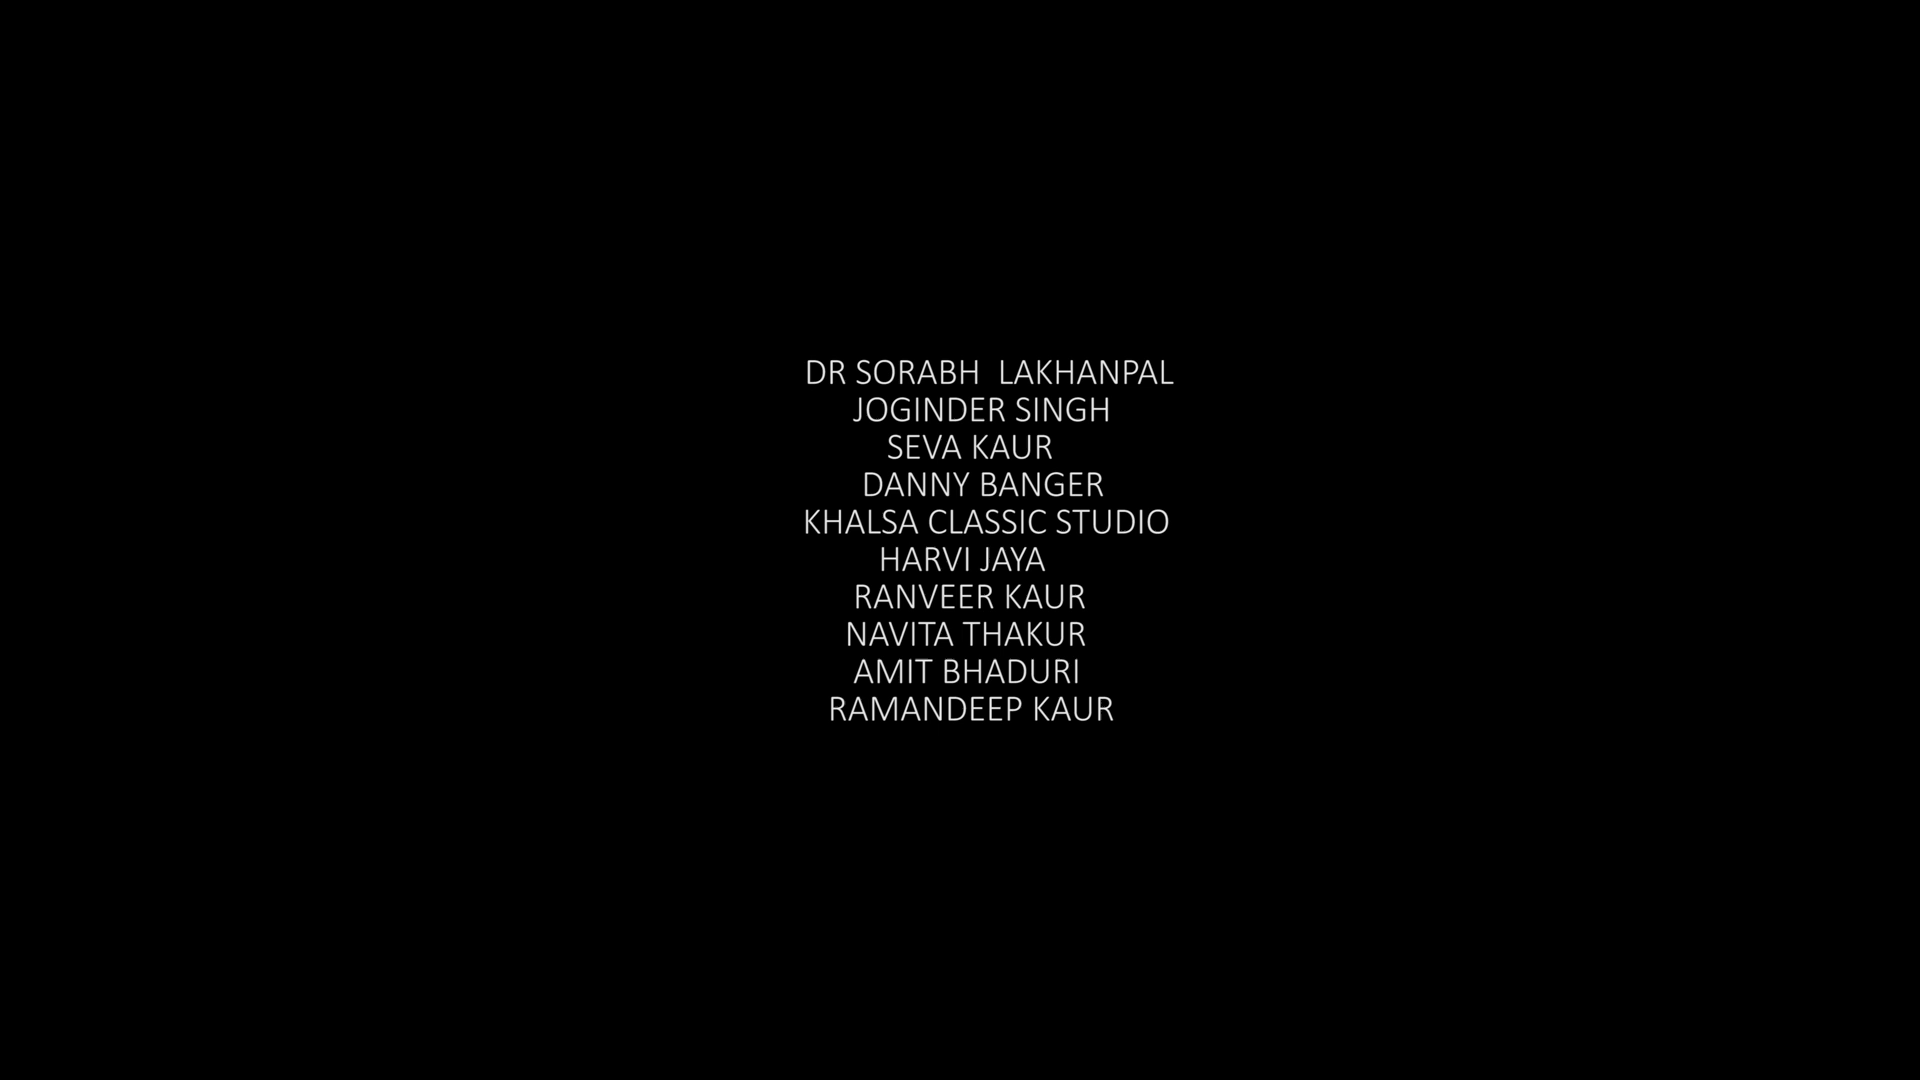 DR SORABH  LAKHANPAL
JOGINDER SINGH
SEVA KAUR
DANNY BANGER
KHALSA CLASSIC STUDIO
HARVI JAYA
RANVEER KAUR
NAVITA THAKUR
AMIT BHADURI
RAMANDEEP KAUR